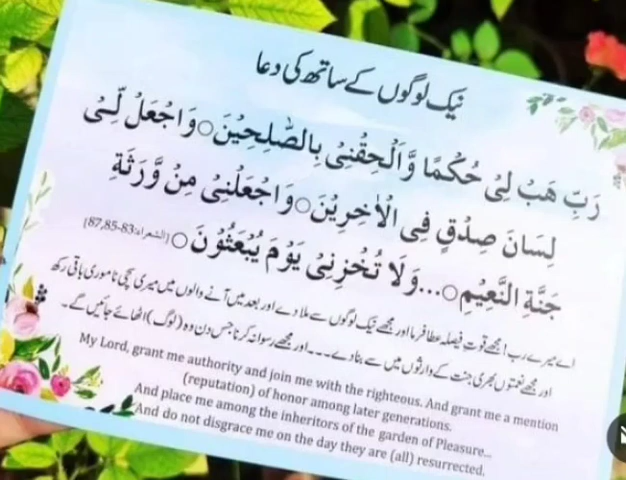 نیک لوگوں کے ساتھ کی دعا
رَبِّ هَبْ لِیْ حُکْمًا وَّاَلْحِقْنِیْ بِالصّٰلِحِیْنَ○وَاجْعَلْ لِّیْ
لِسَانَ صِدْقٍ فِی الْاٰخِرِیْنَ○وَاجْعَلْنِیْ مِنْ وَّرَثَةِ
جَنَّةِ النَّعِیْمِ○...وَلَا تُخْزِنِیْ یَوْمَ یُبْعَثُوْنَ○ [الشعراء:83-87,85]
اے میرے رب! مجھے قوتِ فیصلہ عطا فرما اور مجھے نیک لوگوں سے ملا دے اور بعد میں آنے والوں میں میری سچی ناموری باقی رکھ
اور مجھے نعمتوں بھری جنت کے وارثوں میں سے بنا دے۔۔۔اور مجھے رسوا نہ کرنا جس دن وہ (لوگ) اٹھائے جائیں گے۔
My Lord, grant me authority and join me with the righteous. And grant me a mention
(reputation) of honor among later generations.
And place me among the inheritors of the garden of Pleasure...
And do not disgrace me on the day they are (all) resurrected.